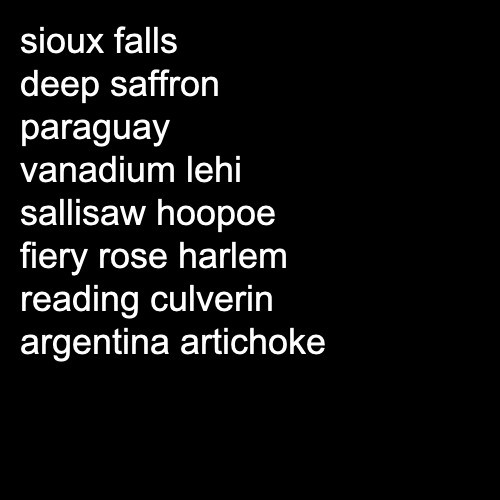 sioux falls
deep saffron
paraguay
vanadium lehi
sallisaw hoopoe
fiery rose harlem
reading culverin
argentina artichoke